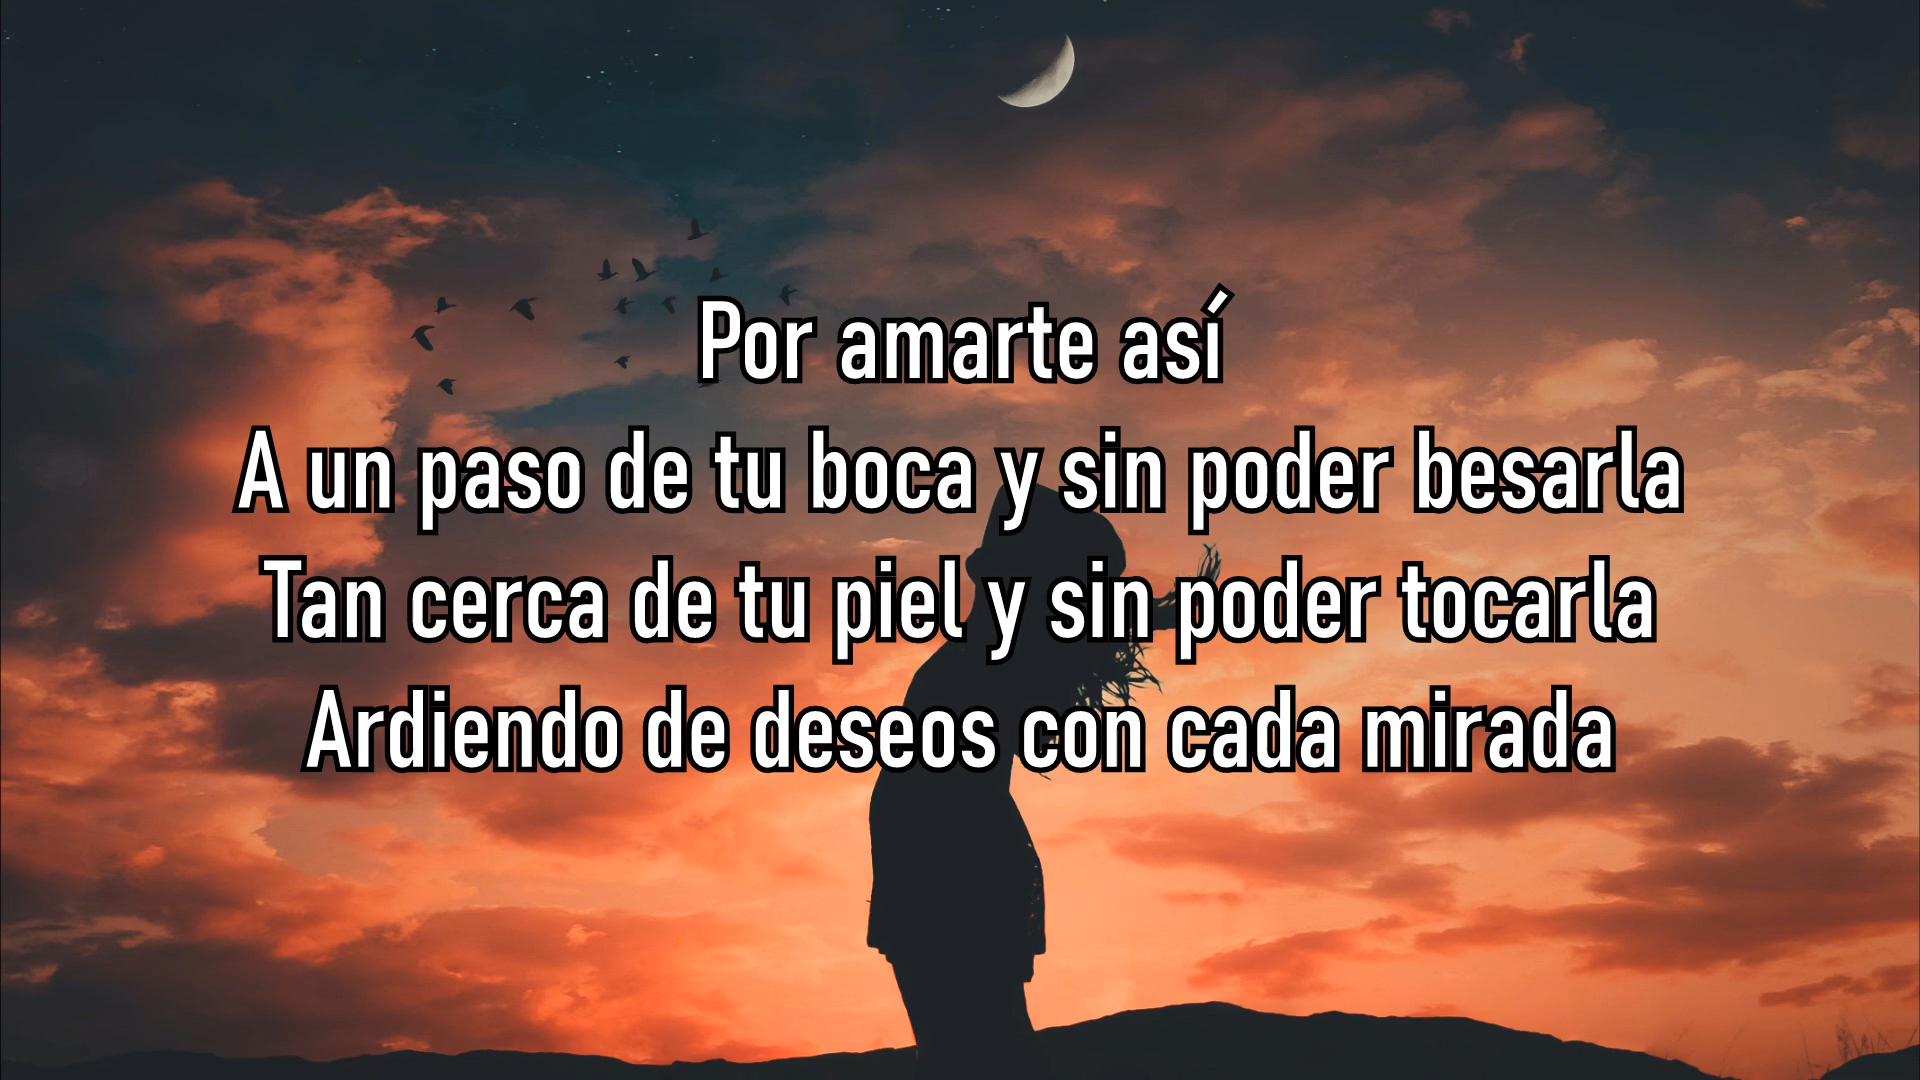 Por amarte así
A un paso de tu boca y sin poder besarla
Tan cerca de tu piel y sin poder tocarla
Ardiendo de deseos con cada mirada